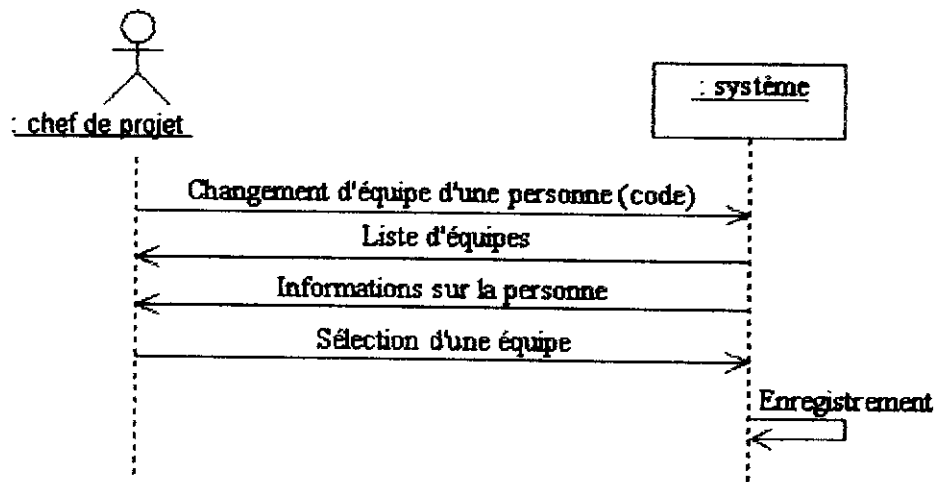 : système
: chef de projet
Changement d'équipe d'une personne (code)
Liste d'équipes
Informations sur la personne
Sélection d'une équipe
Enregistrement